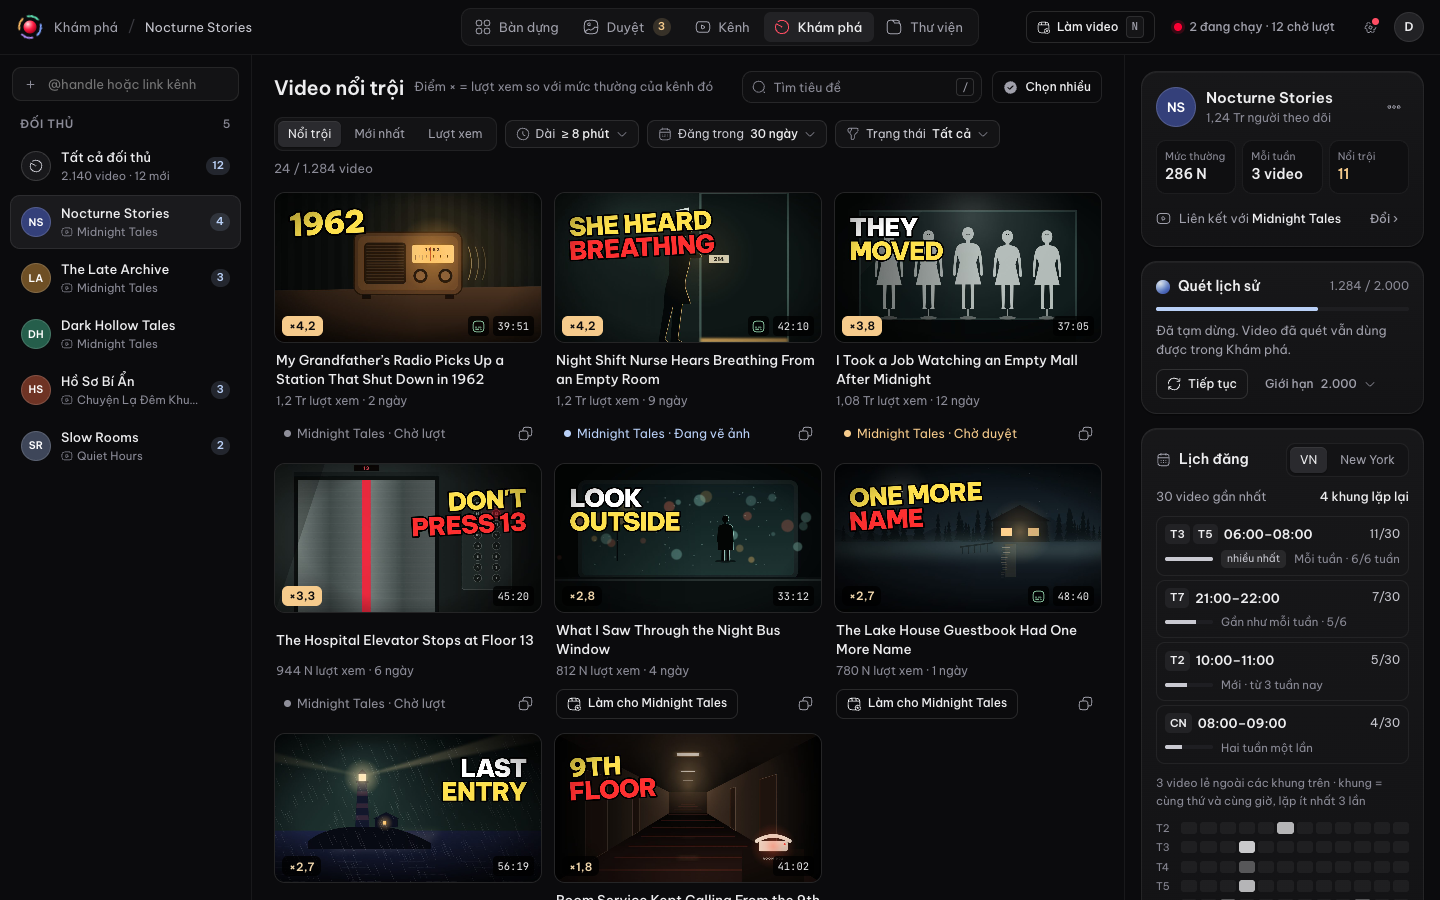 Khám phá / Nocturne Stories
Bàn dựng
Duyệt 3
Kênh
Khám phá
Thư viện
Làm video N
2 đang chạy · 12 chờ lượt
D
@handle hoặc link kênh
ĐỐI THỦ 5
Tất cả đối thủ
2.140 video · 12 mới
12
NS
Nocturne Stories
Midnight Tales
4
LA
The Late Archive
Midnight Tales
3
DH
Dark Hollow Tales
Midnight Tales
HS
Hồ Sơ Bí Ẩn
Chuyện Lạ Đêm Khu...
3
SR
Slow Rooms
Quiet Hours
2
Video nổi trội
Điểm × = lượt xem so với mức thường của kênh đó
Tìm tiêu đề /
Chọn nhiều
Nổi trội
Mới nhất
Lượt xem
Dài ≥ 8 phút
Đăng trong 30 ngày
Trạng thái Tất cả
24 / 1.284 video
1962
1962
×4,2
39:51
My Grandfather's Radio Picks Up a
Station That Shut Down in 1962
1,2 Tr lượt xem · 2 ngày
Midnight Tales · Chờ lượt
SHE HEARD
BREATHING
214
×4,2
42:10
Night Shift Nurse Hears Breathing From
an Empty Room
1,2 Tr lượt xem · 9 ngày
Midnight Tales · Đang vẽ ảnh
THEY
MOVED
×3,8
37:05
I Took a Job Watching an Empty Mall
After Midnight
1,08 Tr lượt xem · 12 ngày
Midnight Tales · Chờ duyệt
13
DON'T
PRESS 13
×3,3
45:20
The Hospital Elevator Stops at Floor 13
944 N lượt xem · 6 ngày
Midnight Tales · Chờ lượt
LOOK
OUTSIDE
×2,8
33:12
What I Saw Through the Night Bus
Window
812 N lượt xem · 4 ngày
Làm cho Midnight Tales
ONE MORE
NAME
×2,7
48:40
The Lake House Guestbook Had One
More Name
780 N lượt xem · 1 ngày
Làm cho Midnight Tales
LAST
ENTRY
×2,7
56:19
9TH
FLOOR
×1,8
41:02
Room Service Kept Calling From the 9th
NS
Nocturne Stories
1,24 Tr người theo dõi
Mức thường
286 N
Mỗi tuần
3 video
Nổi trội
11
Liên kết với Midnight Tales
Đổi ›
Quét lịch sử
1.284 / 2.000
Đã tạm dừng. Video đã quét vẫn dùng
được trong Khám phá.
Tiếp tục
Giới hạn 2.000
Lịch đăng
VN
New York
30 video gần nhất
4 khung lặp lại
T3 T5 06:00–08:00 11/30
nhiều nhất Mỗi tuần · 6/6 tuần
T7 21:00–22:00 7/30
Gần như mỗi tuần · 5/6
T2 10:00–11:00 5/30
Mới · từ 3 tuần nay
CN 08:00–09:00 4/30
Hai tuần một lần
3 video lẻ ngoài các khung trên · khung =
cùng thứ và cùng giờ, lặp ít nhất 3 lần
T2
T3
T4
T5